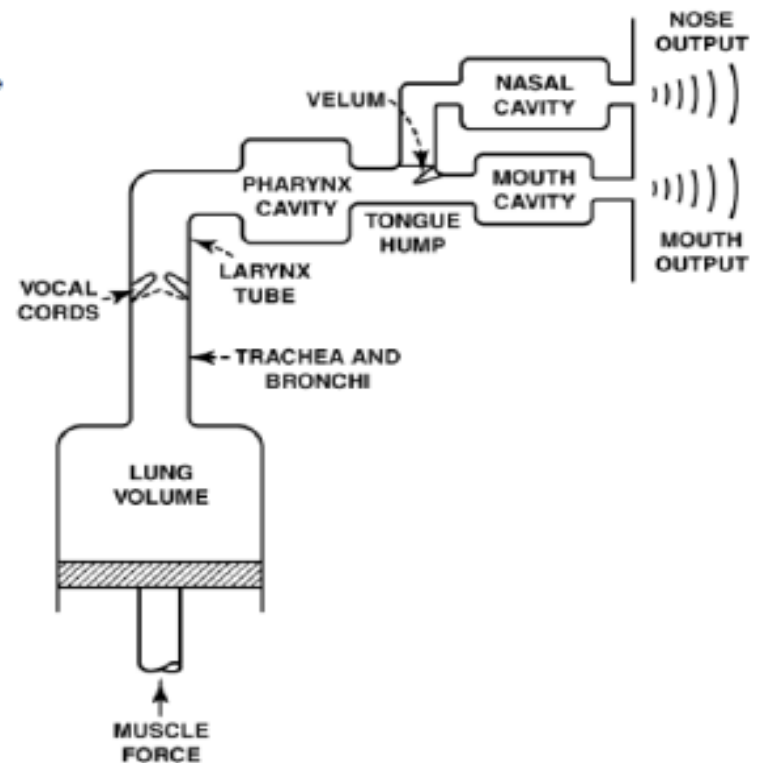 NOSE
OUTPUT
NASAL
CAVITY
VELUM
PHARYNX
CAVITY
MOUTH
CAVITY
TONGUE
HUMP
MOUTH
OUTPUT
LARYNX
TUBE
VOCAL
CORDS
TRACHEA AND
BRONCHI
LUNG
VOLUME
MUSCLE
FORCE